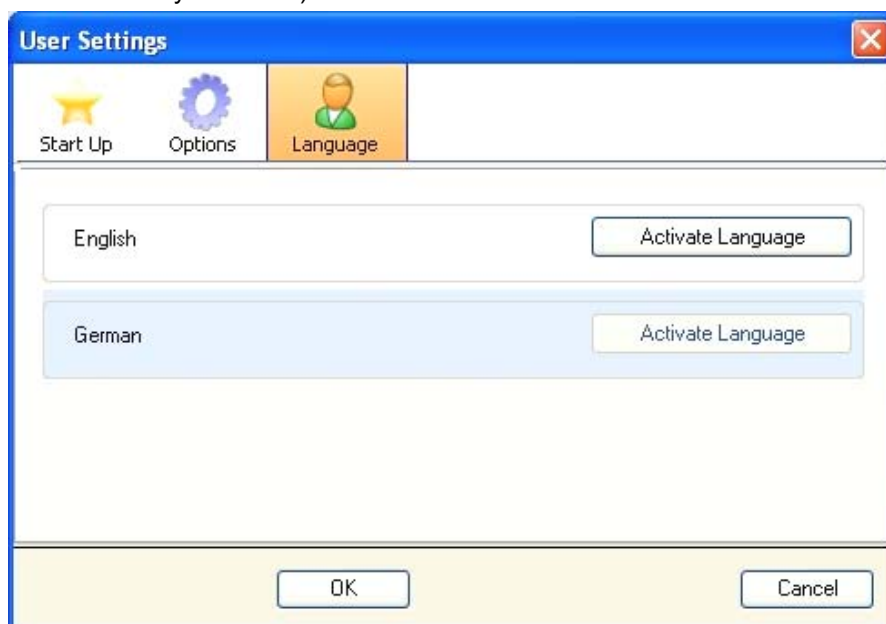 User Settings
Start Up Options Language
English Activate Language
German Activate Language
OK Cancel